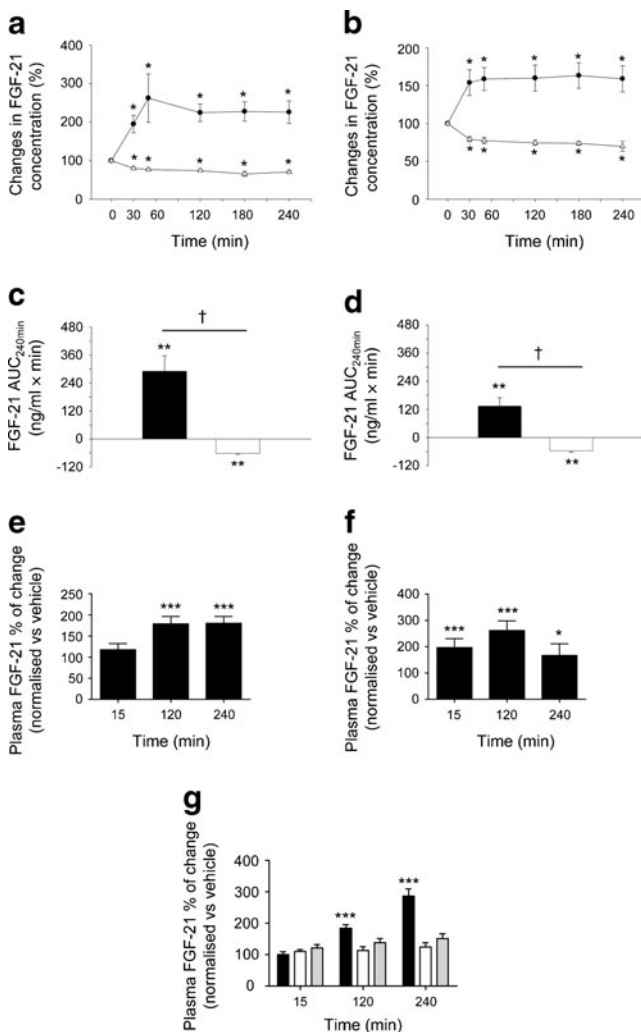 a
Changes in FGF-21
concentration (%)
400
300
200
100
0
* * * * *
* * * * *
0 30 60 120 180 240
Time (min)
b
Changes in FGF-21
concentration (%)
150
100
50
0
* * * * *
* * * * *
0 30 60 120 180 240
Time (min)
c
FGF-21 AUC240min
(ng/ml × min)
480
360
240
120
0
-120
†
**
**
d
FGF-21 AUC240min
(ng/ml × min)
480
360
240
120
0
-120
†
**
**
e
Plasma FGF-21 % of change
(normalised vs vehicle)
250
200
150
100
50
0
*** ***
15 120 240
Time (min)
f
Plasma FGF-21 % of change
(normalised vs vehicle)
400
300
200
100
0
*** *** *
15 120 240
Time (min)
g
Plasma FGF-21 % of change
(normalised vs vehicle)
400
300
200
100
0
*** ***
15 120 240
Time (min)